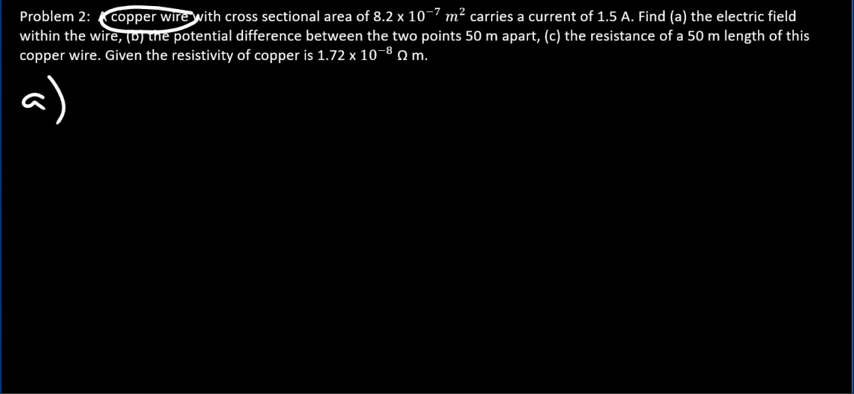 Problem 2: A copper wire with cross sectional area of 8.2 x 10⁻⁷ m² carries a current of 1.5 A. Find (a) the electric field
within the wire, (b) the potential difference between the two points 50 m apart, (c) the resistance of a 50 m length of this
copper wire. Given the resistivity of copper is 1.72 x 10⁻⁸ Ω m.
a)